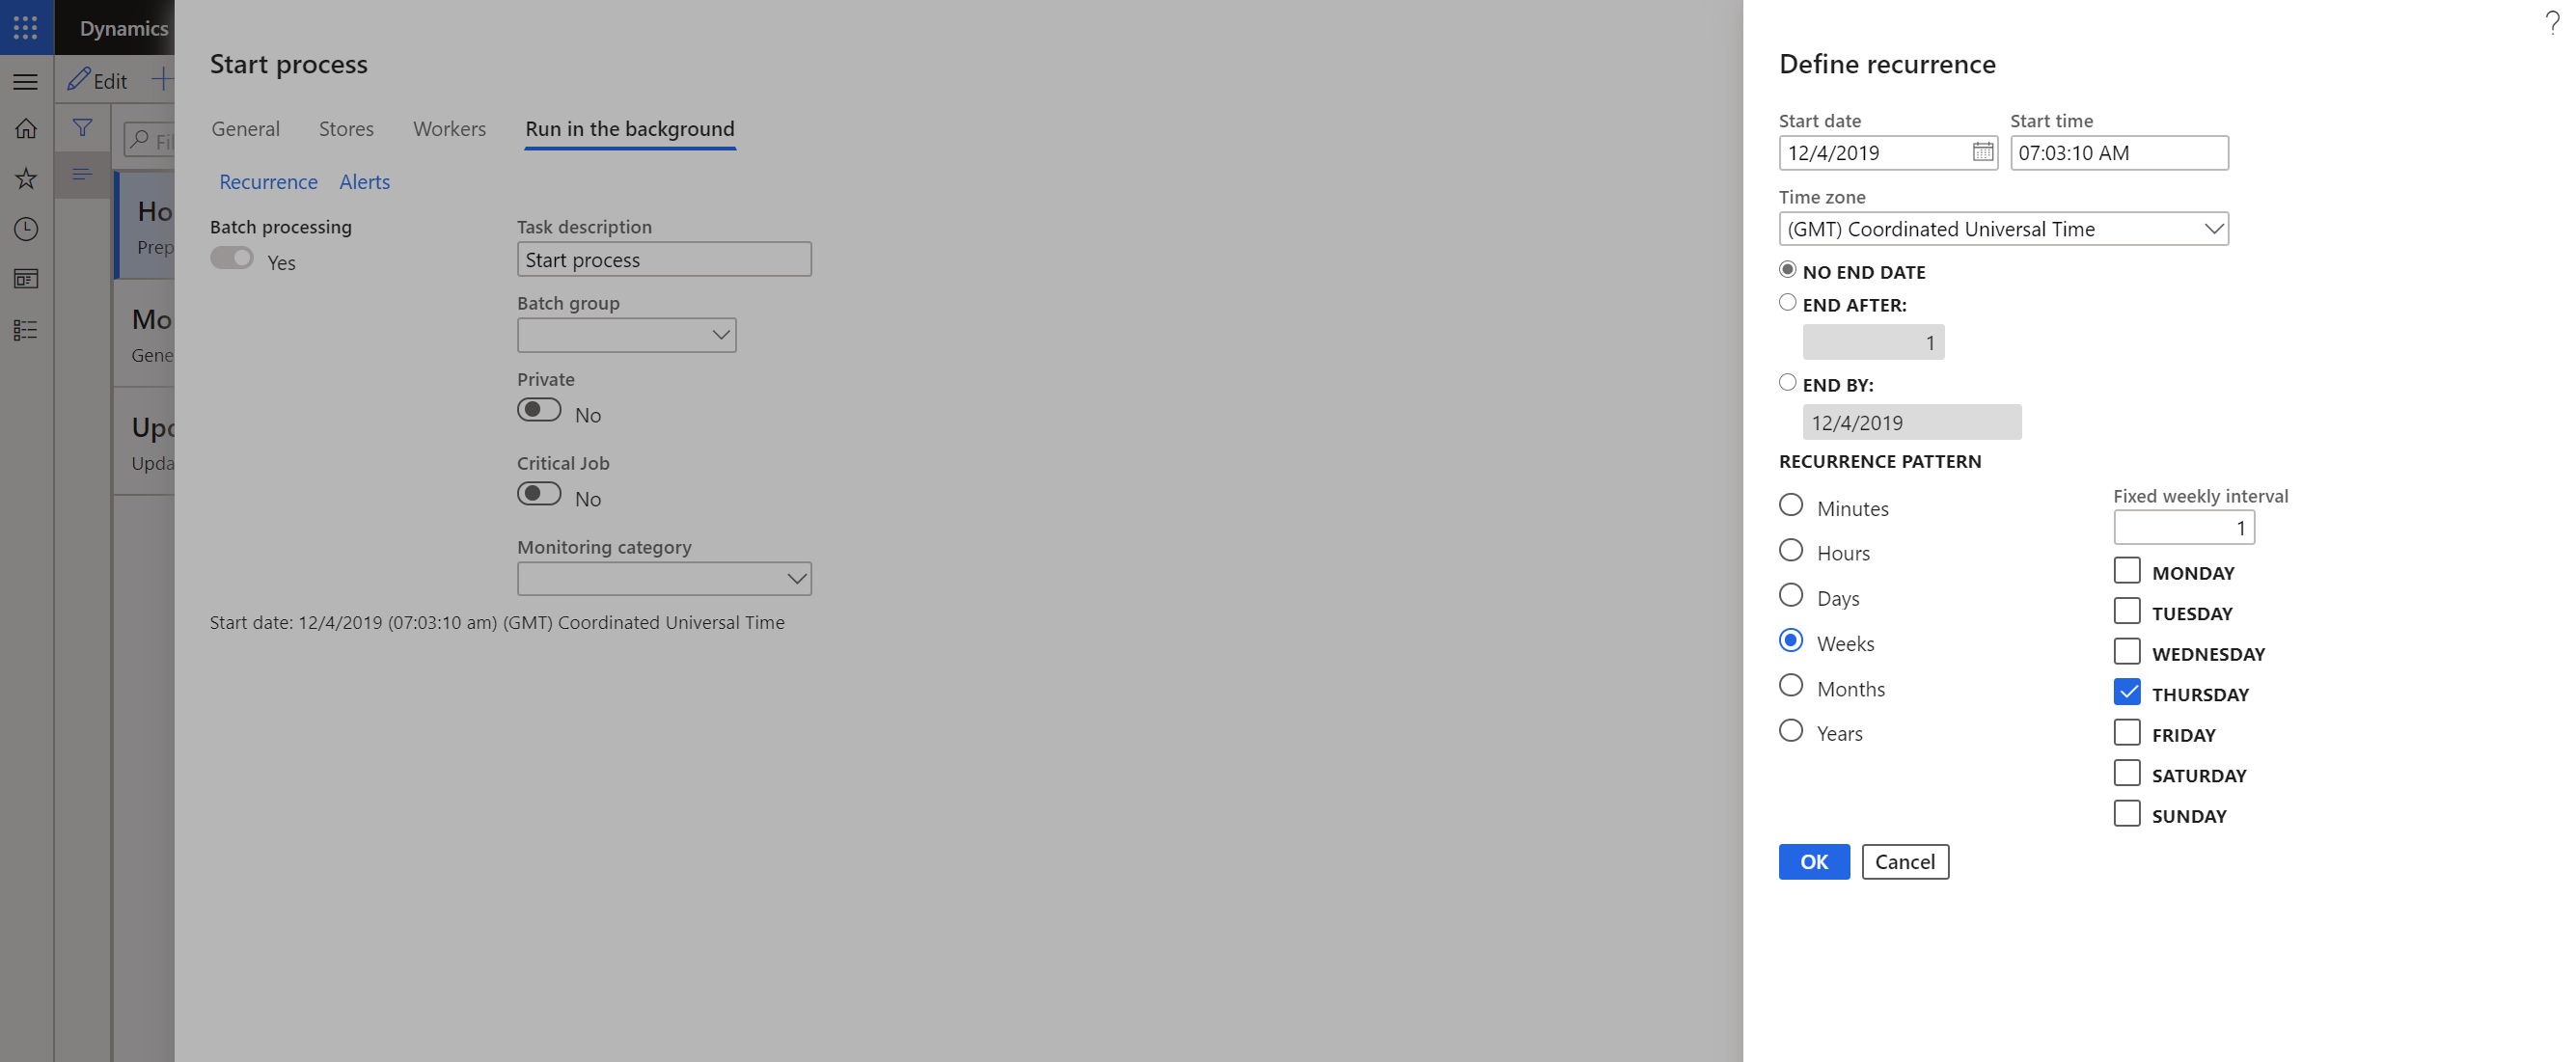 Dynamics
Edit
Fil
Ho
Prep
Mo
Gene
Upd
Upda
Start process
General Stores Workers Run in the background
Recurrence Alerts
Batch processing
Yes
Task description
Start process
Batch group
Private
No
Critical Job
No
Monitoring category
Start date: 12/4/2019 (07:03:10 am) (GMT) Coordinated Universal Time
?
Define recurrence
Start date Start time
12/4/2019 07:03:10 AM
Time zone
(GMT) Coordinated Universal Time
NO END DATE
END AFTER:
1
END BY:
12/4/2019
RECURRENCE PATTERN
Minutes
Hours
Days
Weeks
Months
Years
Fixed weekly interval
1
MONDAY
TUESDAY
WEDNESDAY
THURSDAY
FRIDAY
SATURDAY
SUNDAY
OK Cancel